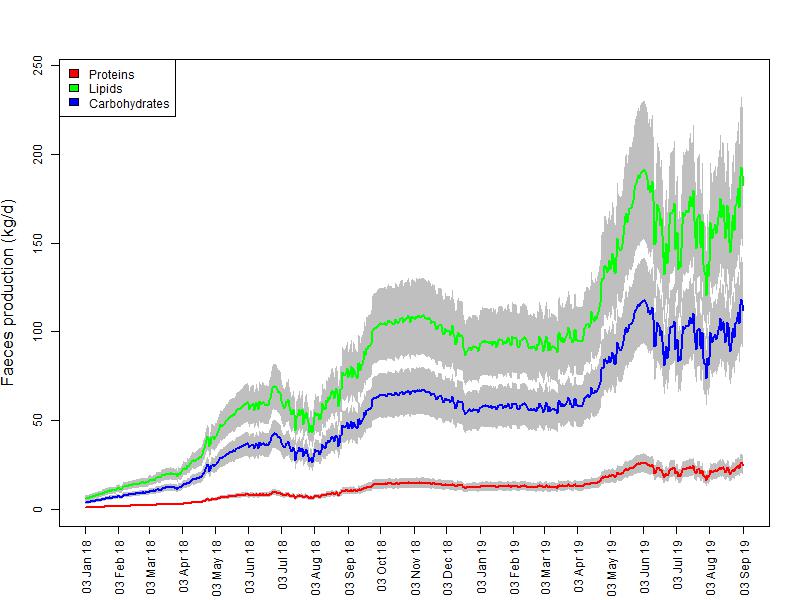 Proteins
Lipids
Carbohydrates
Faeces production (kg/d)
250
200
150
100
50
0
03 Jan 18
03 Feb 18
03 Mar 18
03 Apr 18
03 May 18
03 Jun 18
03 Jul 18
03 Aug 18
03 Sep 18
03 Oct 18
03 Nov 18
03 Dec 18
03 Jan 19
03 Feb 19
03 Mar 19
03 Apr 19
03 May 19
03 Jun 19
03 Jul 19
03 Aug 19
03 Sep 19